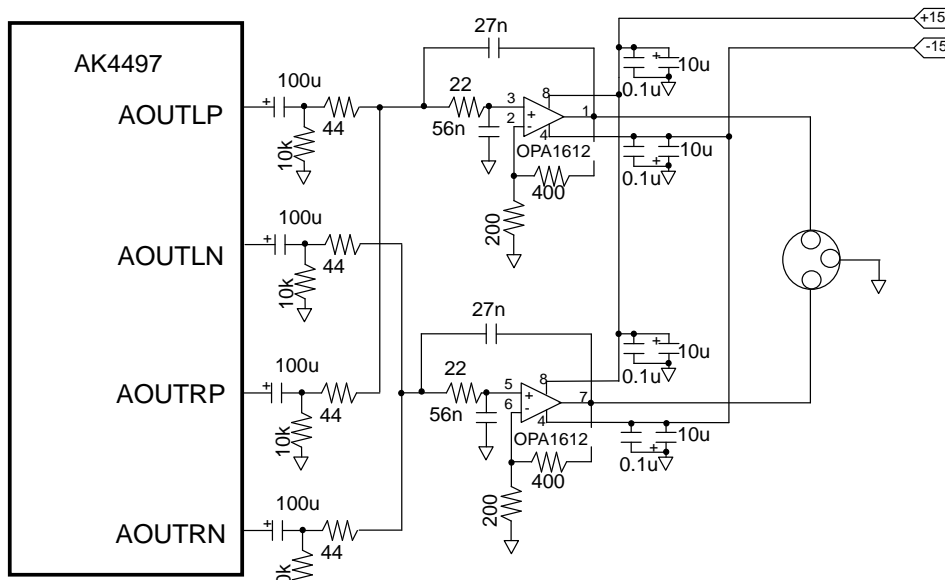 +15
-15
27n
AK4497
100u
10u
22
8
0.1u
AOUTLP
3
+
1
2
-
44
56n
4
10k
OPA1612
10u
0.1u
400
100u
200
AOUTLN
44
10k
27n
100u
10u
22
8
0.1u
AOUTRP
5
+
7
6
-
44
56n
4
10k
OPA1612
10u
0.1u
400
100u
200
AOUTRN
44